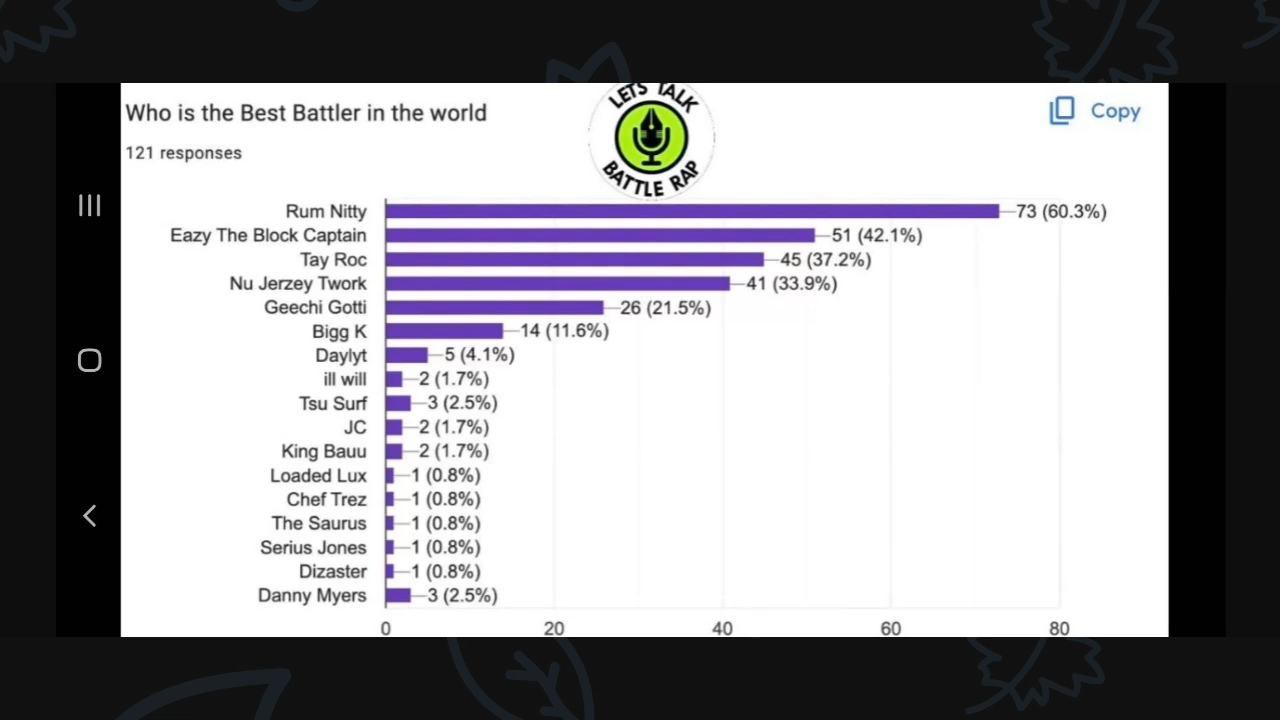 Who is the Best Battler in the world
121 responses
LETS TALK
BATTLE RAP
Copy
Rum Nitty 73 (60.3%)
Eazy The Block Captain 51 (42.1%)
Tay Roc 45 (37.2%)
Nu Jerzey Twork 41 (33.9%)
Geechi Gotti 26 (21.5%)
Bigg K 14 (11.6%)
Daylyt 5 (4.1%)
ill will 2 (1.7%)
Tsu Surf 3 (2.5%)
JC 2 (1.7%)
King Bauu 2 (1.7%)
Loaded Lux 1 (0.8%)
Chef Trez 1 (0.8%)
The Saurus 1 (0.8%)
Serius Jones 1 (0.8%)
Dizaster 1 (0.8%)
Danny Myers 3 (2.5%)
0 20 40 60 80